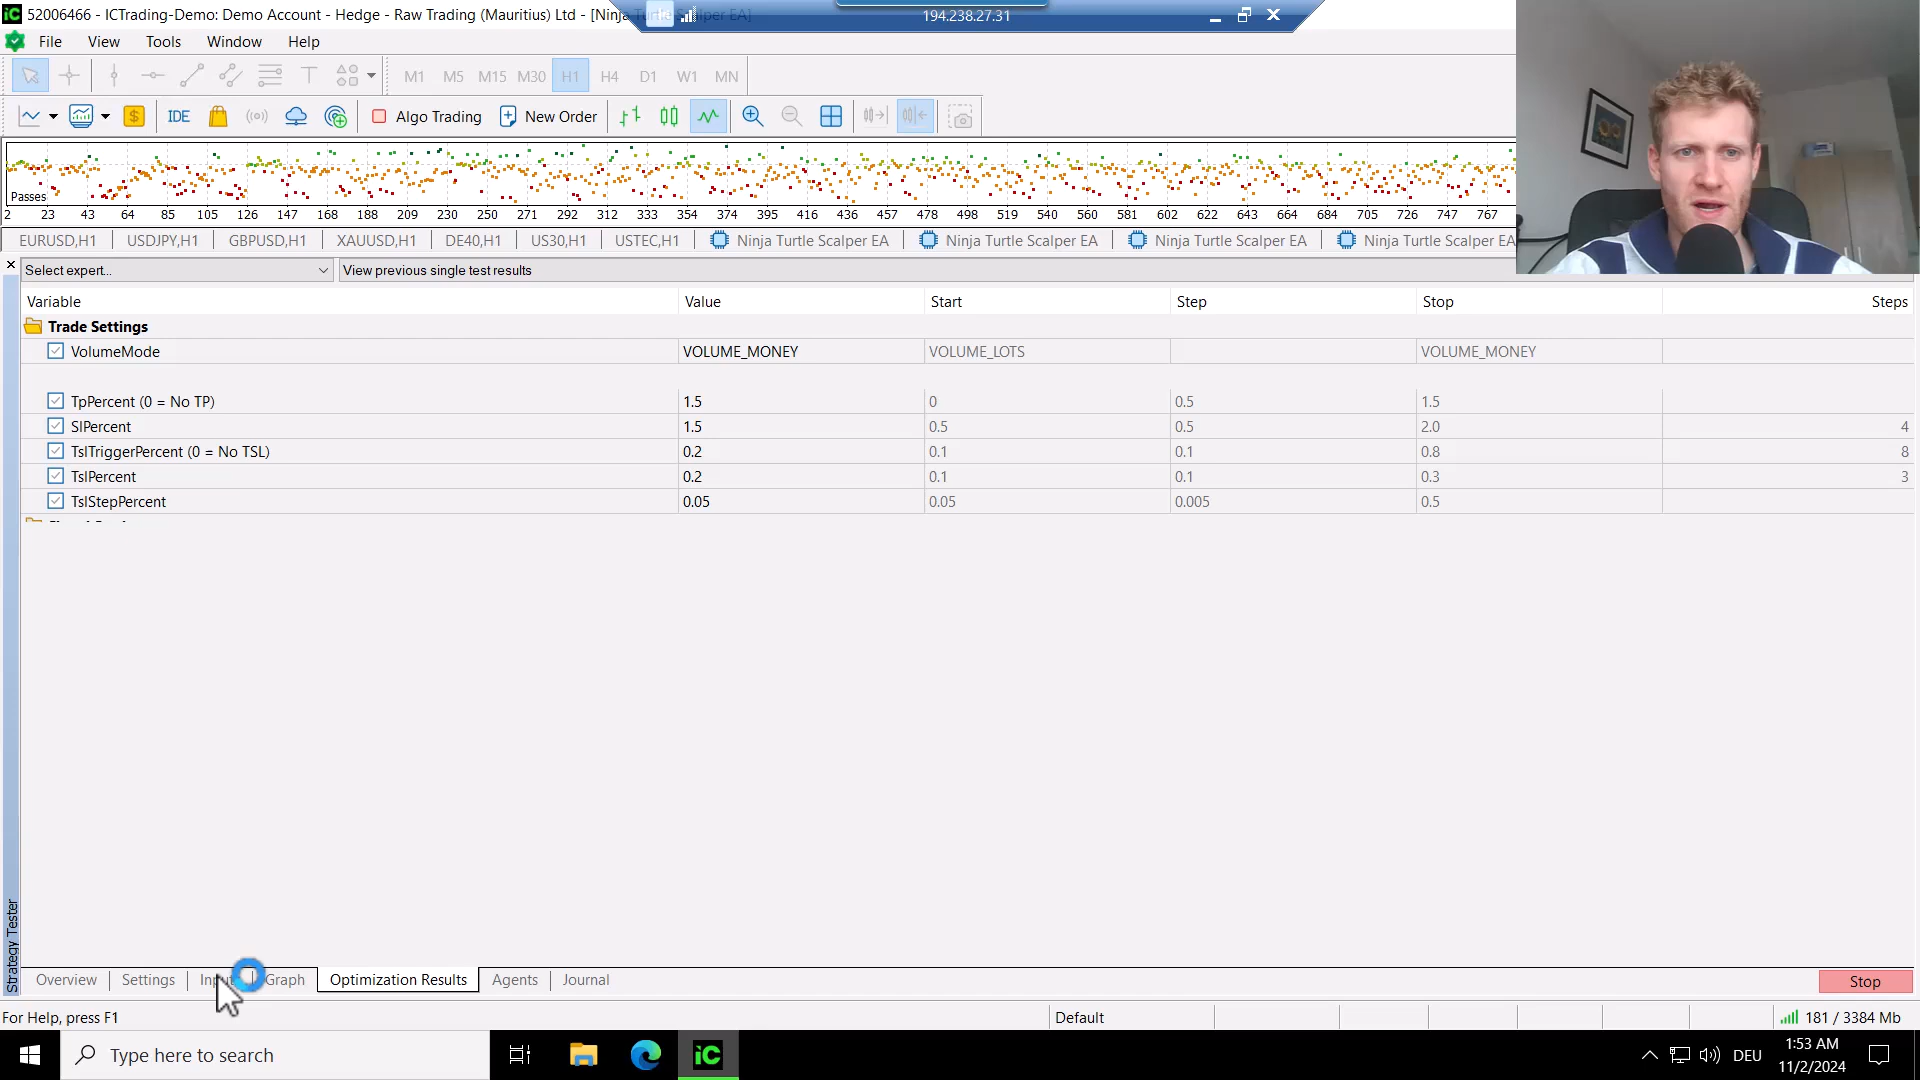 52006466 - ICTrading-Demo: Demo Account - Hedge - Raw Trading (Mauritius) Ltd - [Ninja
194.238.27.31
File View Tools Window Help
M1 M5 M15 M30 H1 H4 D1 W1 MN
IDE Algo Trading New Order
Passes
2 23 43 64 85 105 126 147 168 188 209 230 250 271 292 312 333 354 374 395 416 436 457 478 498 519 540 560 581 602 622 643 664 684 705 726 747 767
EURUSD,H1 USDJPY,H1 GBPUSD,H1 XAUUSD,H1 DE40,H1 US30,H1 USTEC,H1 Ninja Turtle Scalper EA Ninja Turtle Scalper EA Ninja Turtle Scalper EA Ninja Turtle Scalper EA
Select expert... View previous single test results
Variable Value Start Step Stop Steps
Trade Settings
VolumeMode VOLUME_MONEY VOLUME_LOTS VOLUME_MONEY
TpPercent (0 = No TP) 1.5 0 0.5 1.5
SlPercent 1.5 0.5 0.5 2.0 4
TslTriggerPercent (0 = No TSL) 0.2 0.1 0.1 0.8 8
TslPercent 0.2 0.1 0.1 0.3 3
TslStepPercent 0.05 0.05 0.005 0.5
Strategy Tester
Overview Settings Graph Optimization Results Agents Journal Stop
For Help, press F1 Default 181 / 3384 Mb
Type here to search iC DEU 1:53 AM
11/2/2024